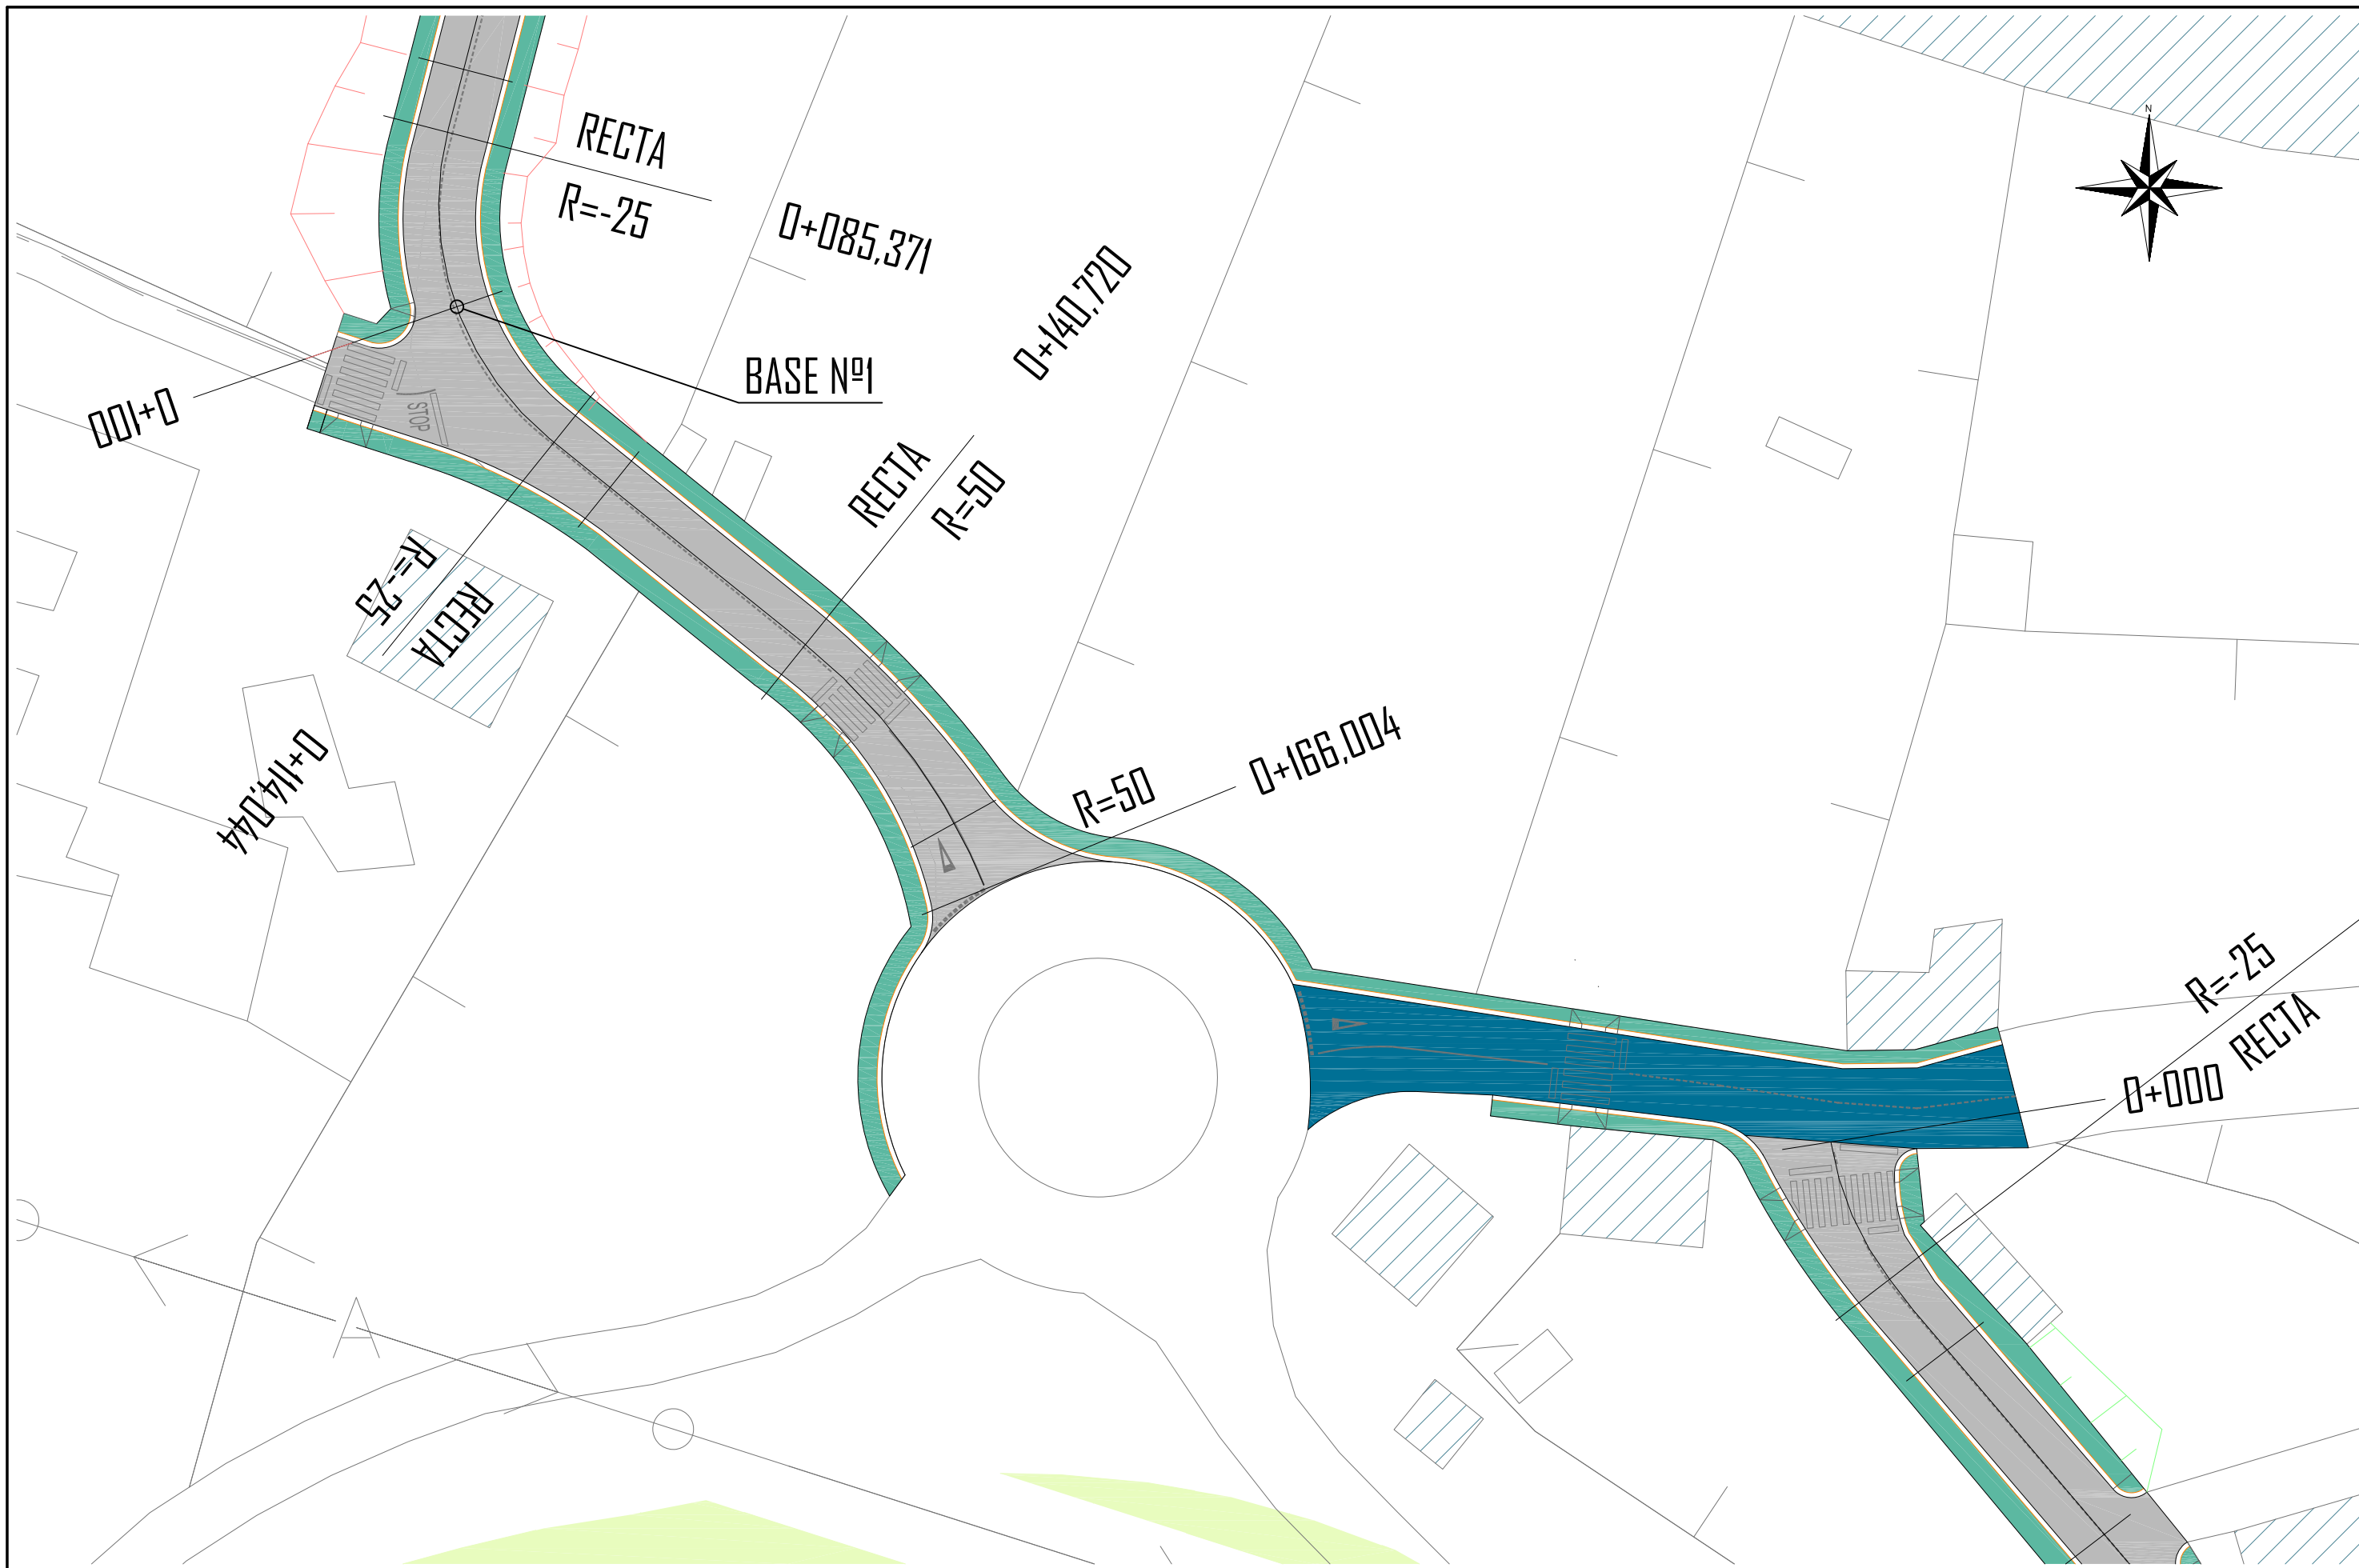 N
RECTA
R=-25
0+085,371
0+140,720
BASE Nº1
0+100
STOP
RECTA
R=50
R=-25
RECTA
0+114,044
R=50
0+166,004
R=-25
RECTA
0+000